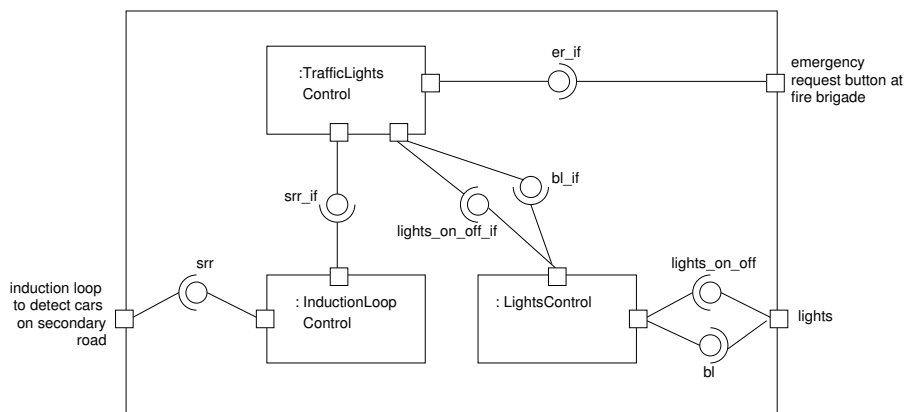 er_if
emergency
request button at
fire brigade
:TrafficLights
Control
srr_if
bl_if
lights_on_off_if
srr
lights_on_off
induction loop
to detect cars
on secondary
road
: InductionLoop
Control
: LightsControl
lights
bl